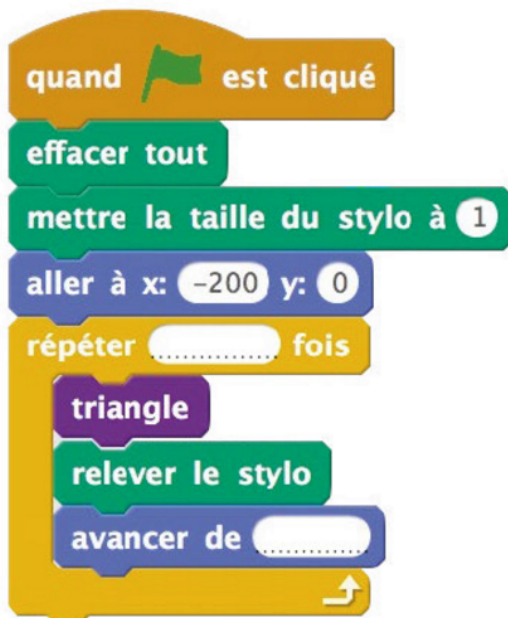 quand est cliqué
effacer tout
mettre la taille du stylo à 1
aller à x: -200 y: 0
répéter ............... fois
triangle
relever le stylo
avancer de .............